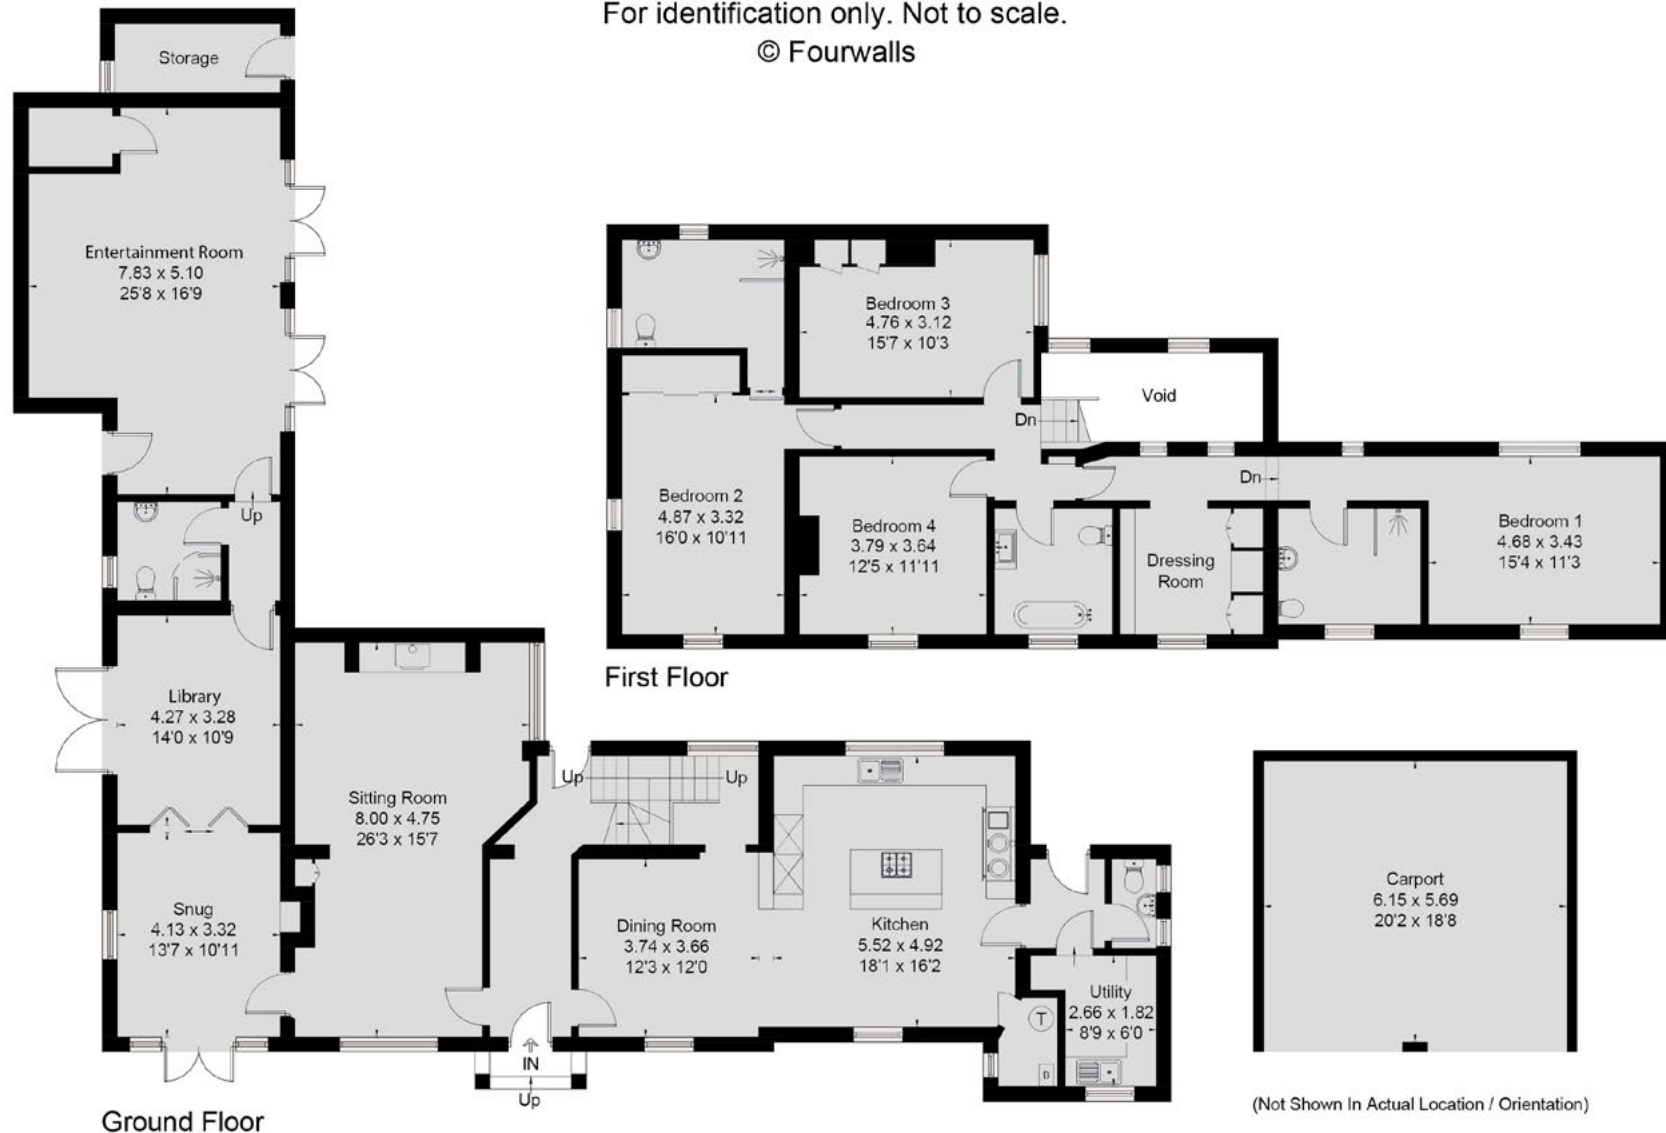 For identification only. Not to scale.
© Fourwalls
Storage
Entertainment Room
7.83 x 5.10
25'8 x 16'9
Up
Library
4.27 x 3.28
14'0 x 10'9
Snug
4.13 x 3.32
13'7 x 10'11
Sitting Room
8.00 x 4.75
26'3 x 15'7
Up
Up
Dining Room
3.74 x 3.66
12'3 x 12'0
Kitchen
5.52 x 4.92
18'1 x 16'2
Utility
2.66 x 1.82
8'9 x 6'0
T
B
IN
Up
Ground Floor
Bedroom 3
4.76 x 3.12
15'7 x 10'3
Void
Dn
Bedroom 2
4.87 x 3.32
16'0 x 10'11
Bedroom 4
3.79 x 3.64
12'5 x 11'11
Dressing
Room
Dn
Bedroom 1
4.68 x 3.43
15'4 x 11'3
First Floor
Carport
6.15 x 5.69
20'2 x 18'8
(Not Shown In Actual Location / Orientation)